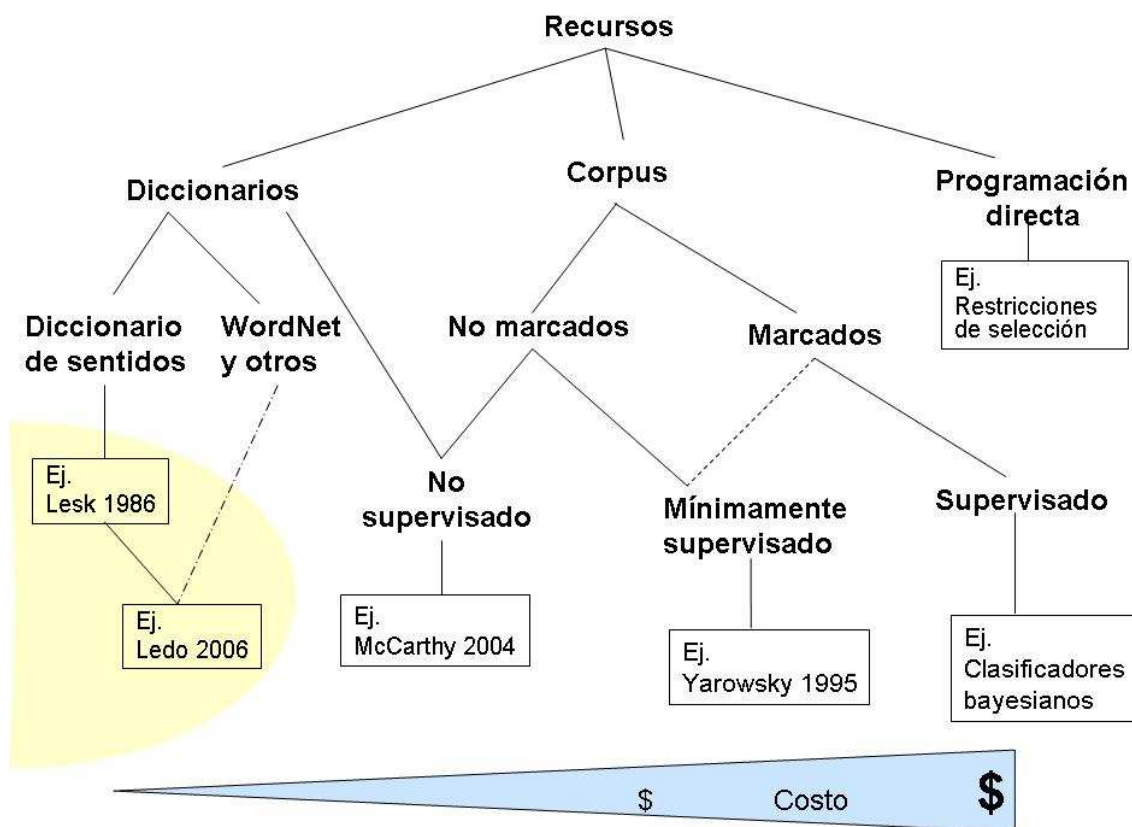 Recursos
Diccionarios
Corpus
Programación
directa
Ej.
Restricciones
de selección
Diccionario
de sentidos
WordNet
y otros
No marcados
Marcados
Ej.
Lesk 1986
No
supervisado
Mínimamente
supervisado
Supervisado
Ej.
Ledo 2006
Ej.
McCarthy 2004
Ej.
Yarowsky 1995
Ej.
Clasificadores
bayesianos
$ Costo $